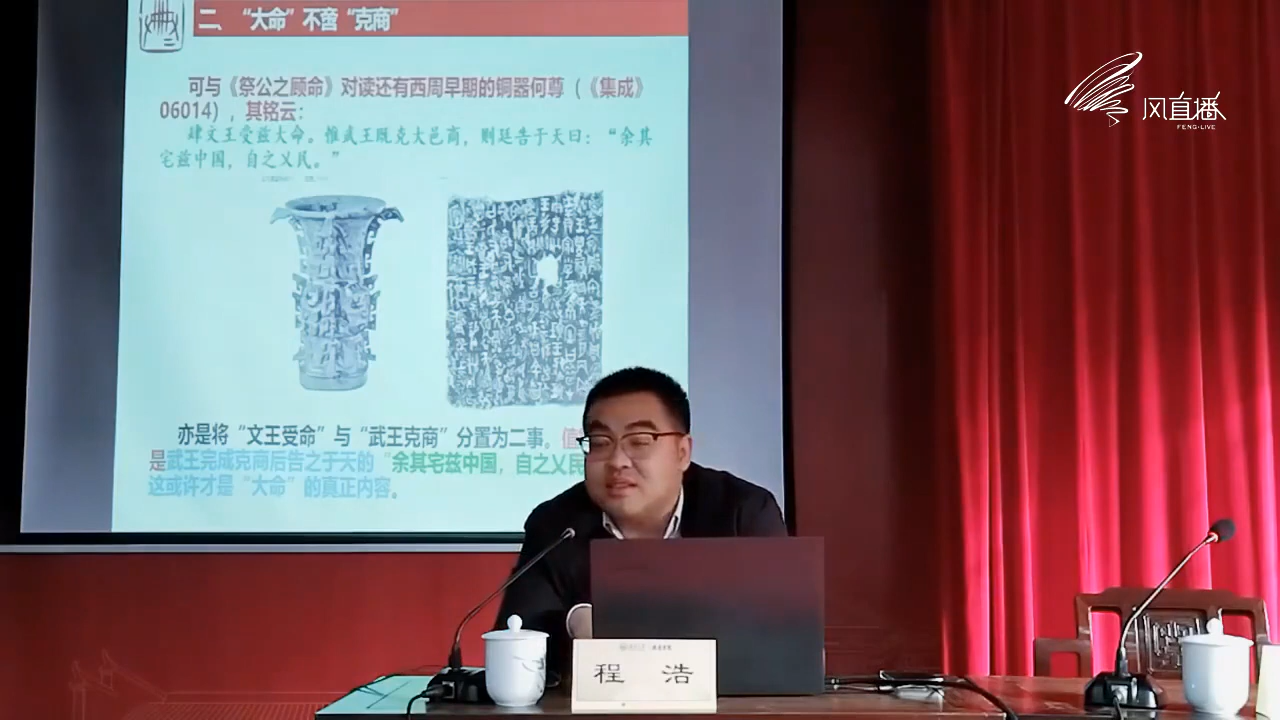 二、“大命”不啻“克商”
可与《祭公之顾命》对读还有西周早期的铜器何尊（《集成》
06014），其铭云：
肆文王受兹大命。惟武王既克大邑商，则廷告于天曰：“余其
宅兹中国，自之乂民。”
亦是将“文王受命”与“武王克商”分置为二事。值
是武王完成克商后告之于天的“余其宅兹中国，自之乂民
这或许才是“大命”的真正内容。
风直播
FENG·LIVE
程 浩